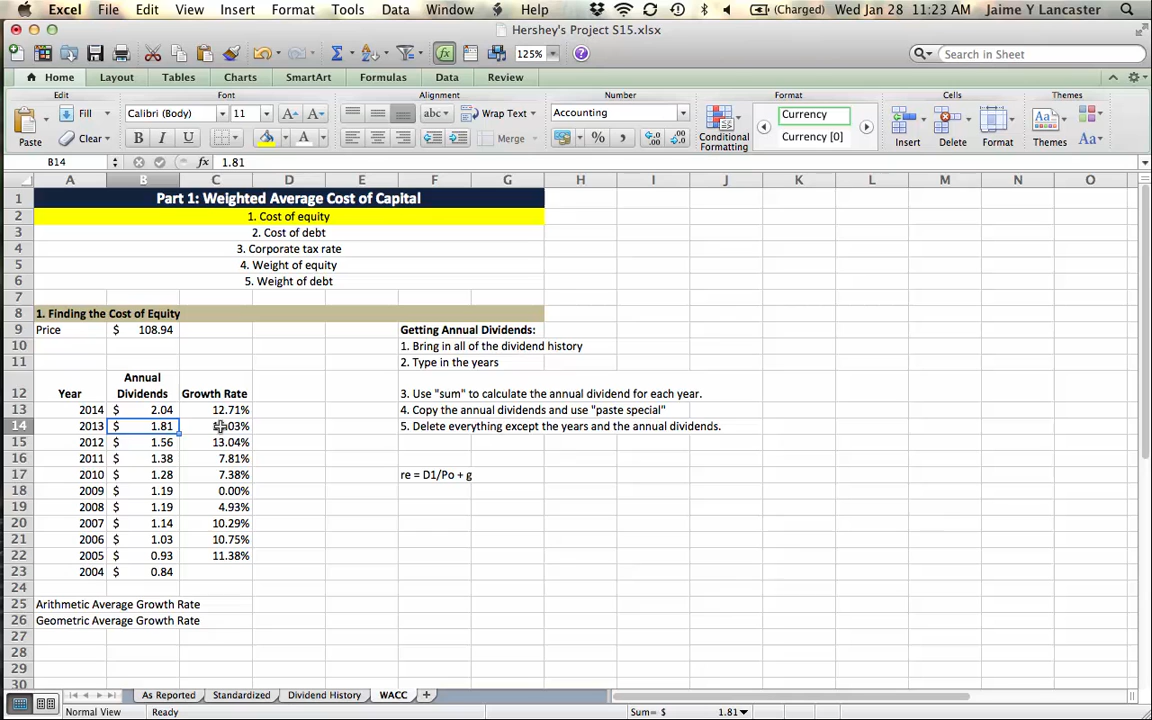 Excel File Edit View Insert Format Tools Data Window Help (Charged) Wed Jan 28 11:23 AM Jaime Y Lancaster
Hershey's Project S15.xlsx
125% Search in Sheet
Home Layout Tables Charts SmartArt Formulas Data Review
Edit Font Alignment Number Format Cells Themes
Fill Calibri (Body) 11 A A abc Wrap Text Accounting Currency
Paste Clear B I U A Merge % Conditional Formatting Currency [0] Insert Delete Format Themes Aa
B14 fx 1.81
A B C D E F G H I J K L M N O
1 Part 1: Weighted Average Cost of Capital
2 1. Cost of equity
3 2. Cost of debt
4 3. Corporate tax rate
5 4. Weight of equity
6 5. Weight of debt
7
8 1. Finding the Cost of Equity
9 Price $ 108.94 Getting Annual Dividends:
10 1. Bring in all of the dividend history
11 2. Type in the years
12 Year Annual Dividends Growth Rate 3. Use "sum" to calculate the annual dividend for each year.
13 2014 $ 2.04 12.71% 4. Copy the annual dividends and use "paste special"
14 2013 $ 1.81 .03% 5. Delete everything except the years and the annual dividends.
15 2012 $ 1.56 13.04%
16 2011 $ 1.38 7.81%
17 2010 $ 1.28 7.38% re = D1/Po + g
18 2009 $ 1.19 0.00%
19 2008 $ 1.19 4.93%
20 2007 $ 1.14 10.29%
21 2006 $ 1.03 10.75%
22 2005 $ 0.93 11.38%
23 2004 $ 0.84
24
25 Arithmetic Average Growth Rate
26 Geometric Average Growth Rate
27
28
29
30
As Reported Standardized Dividend History WACC +
Normal View Ready Sum= $ 1.81